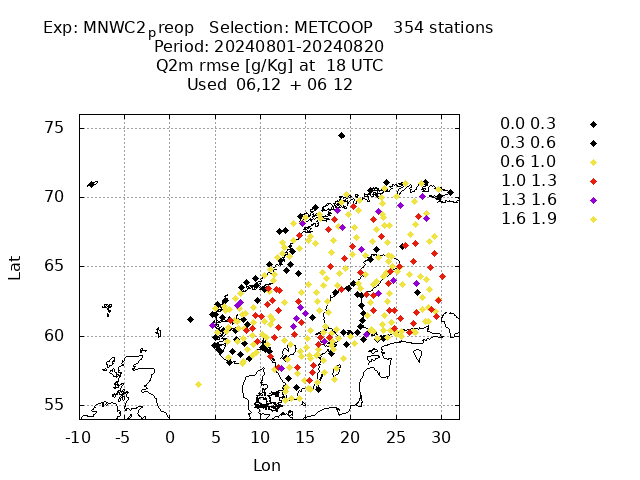 Exp: MNWC2preop   Selection: METCOOP    354 stations
Period: 20240801-20240820
Q2m rmse [g/Kg] at  18 UTC
Used  06,12  + 06 12
0.0 0.3
0.3 0.6
0.6 1.0
1.0 1.3
1.3 1.6
1.6 1.9
75
70
65
60
55
Lat
-10 -5 0 5 10 15 20 25 30
Lon